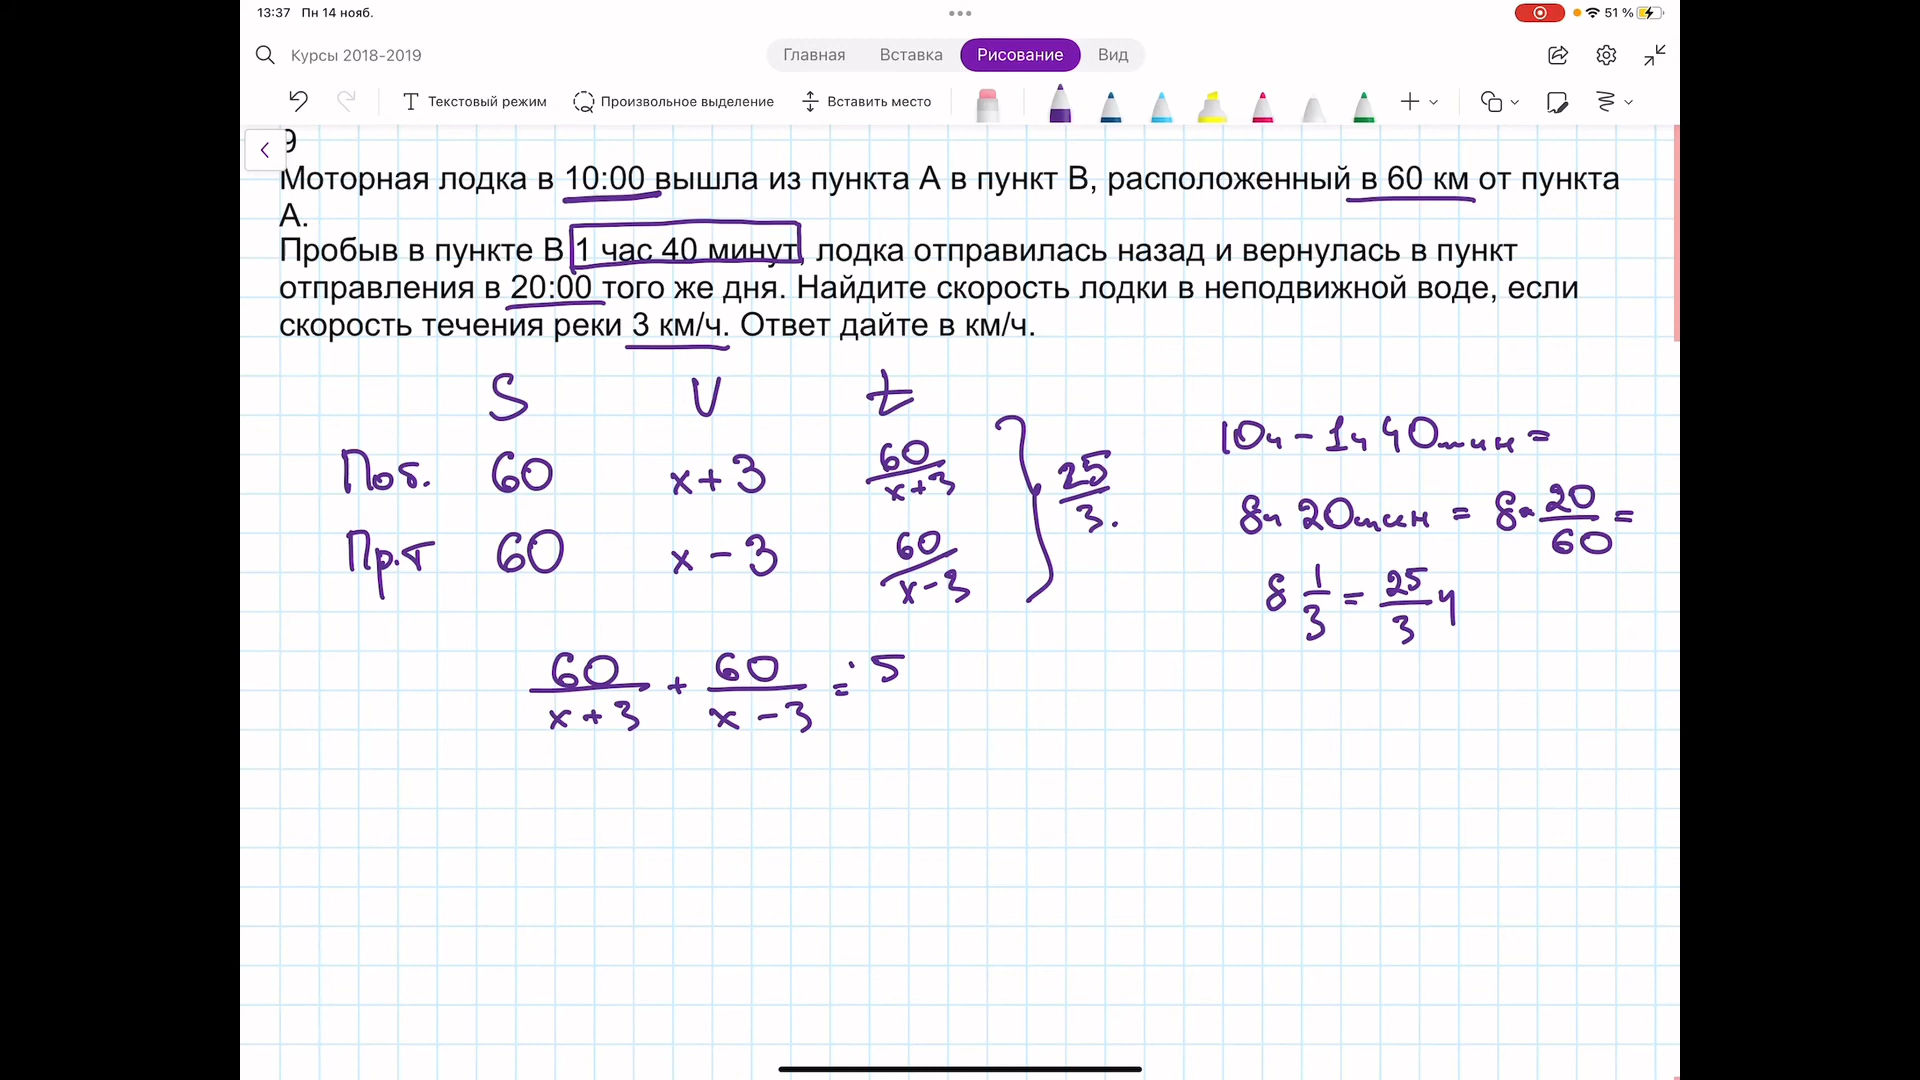 13:37 Пн 14 нояб.
51 %
Курсы 2018-2019
Главная Вставка Рисование Вид
Текстовый режим Произвольное выделение Вставить место
9
Моторная лодка в 10:00 вышла из пункта А в пункт В, расположенный в 60 км от пункта
А.
Пробыв в пункте В 1 час 40 минут, лодка отправилась назад и вернулась в пункт
отправления в 20:00 того же дня. Найдите скорость лодки в неподвижной воде, если
скорость течения реки 3 км/ч. Ответ дайте в км/ч.
S V t
По т. 60 x+3 60/(x+3)
Пр.т 60 x-3 60/(x-3)
25/3.
10ч - 1ч 40мин =
8ч 20мин = 8ч 20/60 =
8 1/3 = 25/3 ч
60/(x+3) + 60/(x-3) = 5